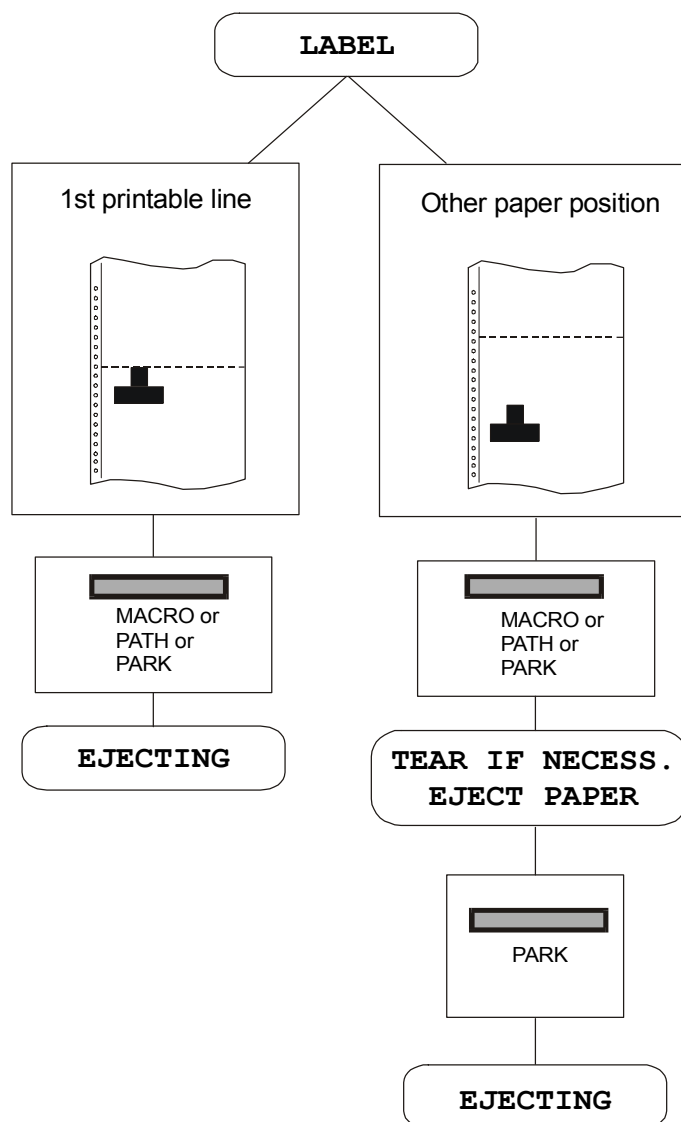 LABEL
1st printable line
MACRO or
PATH or
PARK
EJECTING
Other paper position
MACRO or
PATH or
PARK
TEAR IF NECESS.
EJECT PAPER
PARK
EJECTING